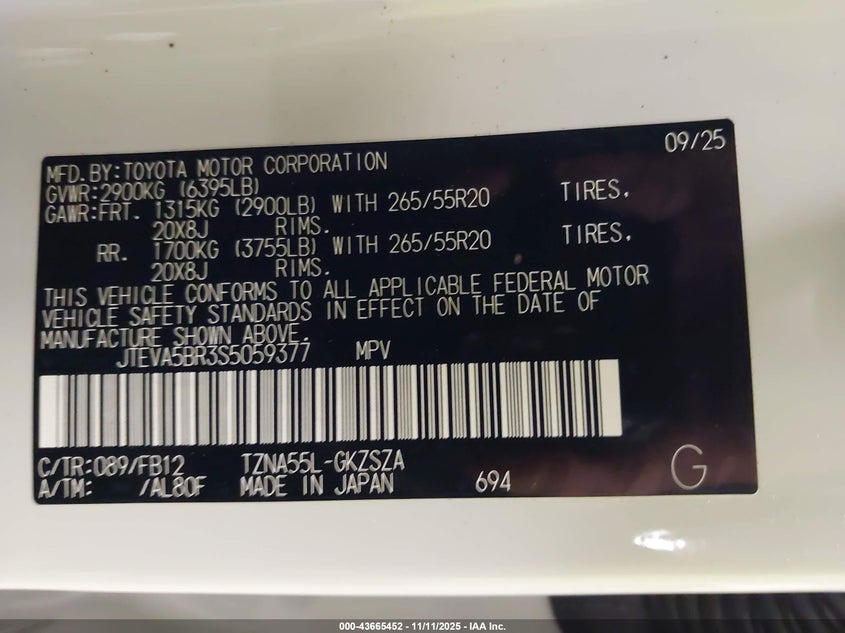 09/25
MFD.BY:TOYOTA MOTOR CORPORATION
GVWR:2900KG (6395LB)
GAWR:FRT. 1315KG (2900LB) WITH 265/55R20 TIRES.
20X8J RIMS.
RR. 1700KG (3755LB) WITH 265/55R20 TIRES.
20X8J RIMS.
THIS VEHICLE CONFORMS TO ALL APPLICABLE FEDERAL MOTOR
VEHICLE SAFETY STANDARDS IN EFFECT ON THE DATE OF
MANUFACTURE SHOWN ABOVE.
JTEVA5BR3S5059377 MPV
C/TR:089/FB12 TZNA55L-GKZSZA
A/TM: /AL80F MADE IN JAPAN 694 G
000-43665452 - 11/11/2025 - IAA Inc.